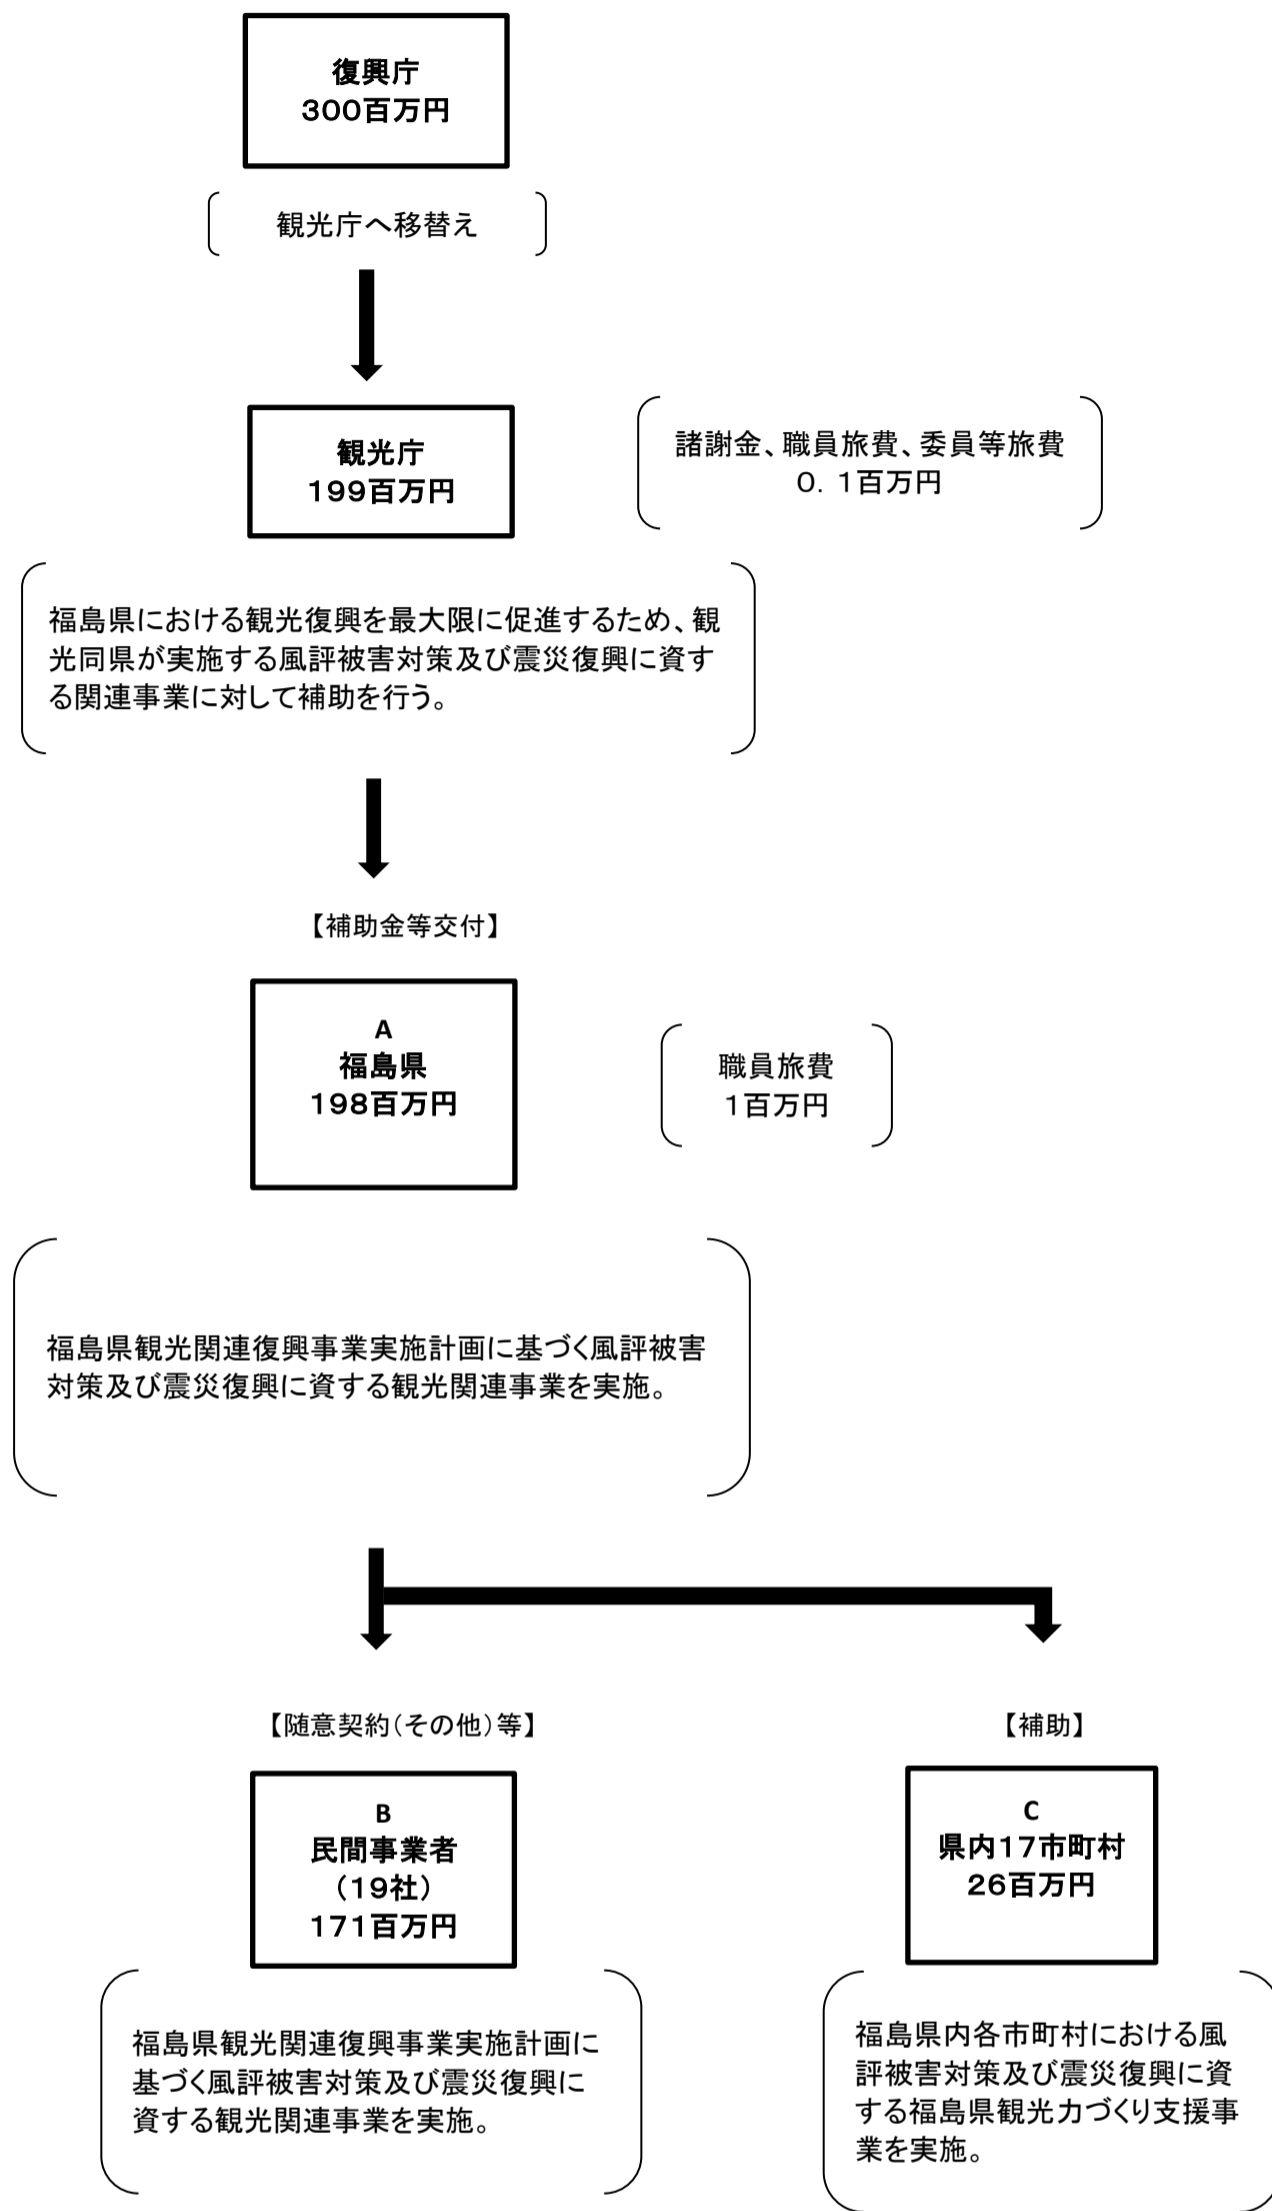 復興庁
300百万円
観光庁へ移替え
観光庁
199百万円
諸謝金、職員旅費、委員等旅費
0. 1百万円
福島県における観光復興を最大限に促進するため、観
光同県が実施する風評被害対策及び震災復興に資す
る関連事業に対して補助を行う。
【補助金等交付】
A
福島県
198百万円
職員旅費
1百万円
福島県観光関連復興事業実施計画に基づく風評被害
対策及び震災復興に資する観光関連事業を実施。
【随意契約(その他)等】
B
民間事業者
(19社)
171百万円
福島県観光関連復興事業実施計画に
基づく風評被害対策及び震災復興に
資する観光関連事業を実施。
【補助】
C
県内17市町村
26百万円
福島県内各市町村における風
評被害対策及び震災復興に資
する福島県観光力づくり支援事
業を実施。